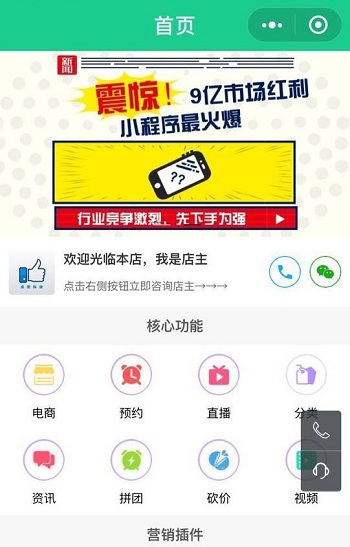 首页
新闻
震惊！9亿市场红利
小程序最火爆
??
行业竞争激烈，先下手为强
欢迎光临本店，我是店主
点击右侧按钮立即咨询店主→→→→
核心功能
电商
预约
直播
分类
资讯
拼团
砍价
视频
营销插件